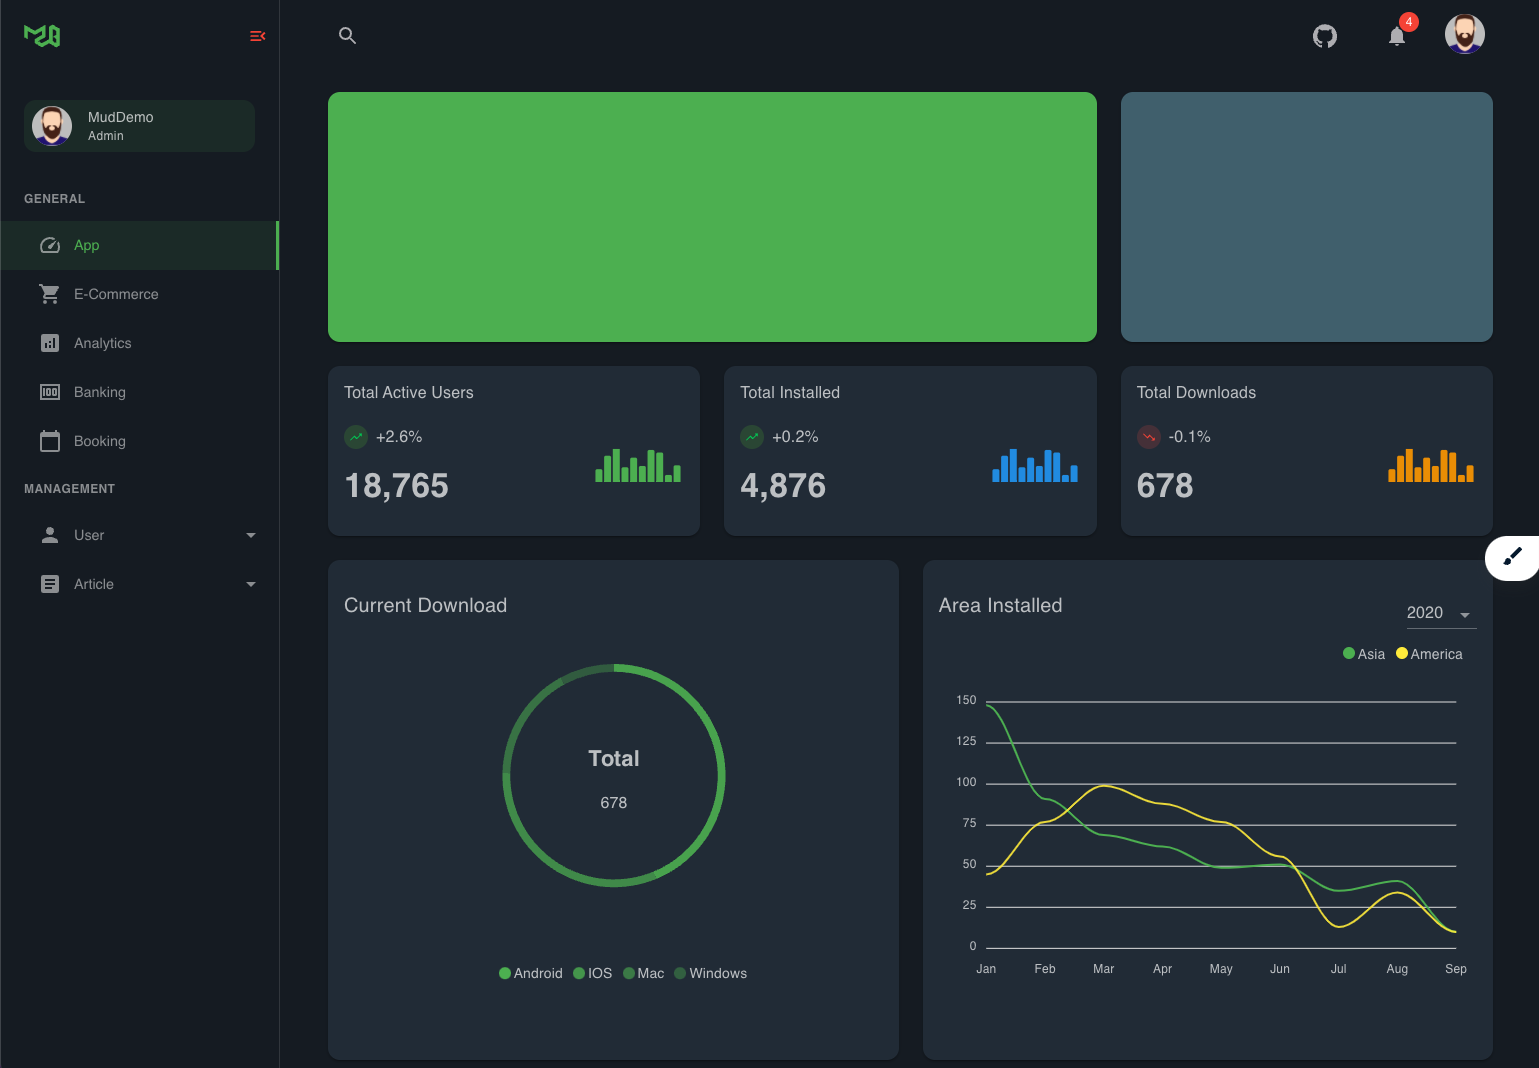 4
MudDemo
Admin
GENERAL
App
E-Commerce
Analytics
Banking
Booking
MANAGEMENT
User
Article
Total Active Users
+2.6%
18,765
Total Installed
+0.2%
4,876
Total Downloads
-0.1%
678
Current Download
Total
678
Android IOS Mac Windows
Area Installed
2020
Asia America
150
125
100
75
50
25
0
Jan Feb Mar Apr May Jun Jul Aug Sep